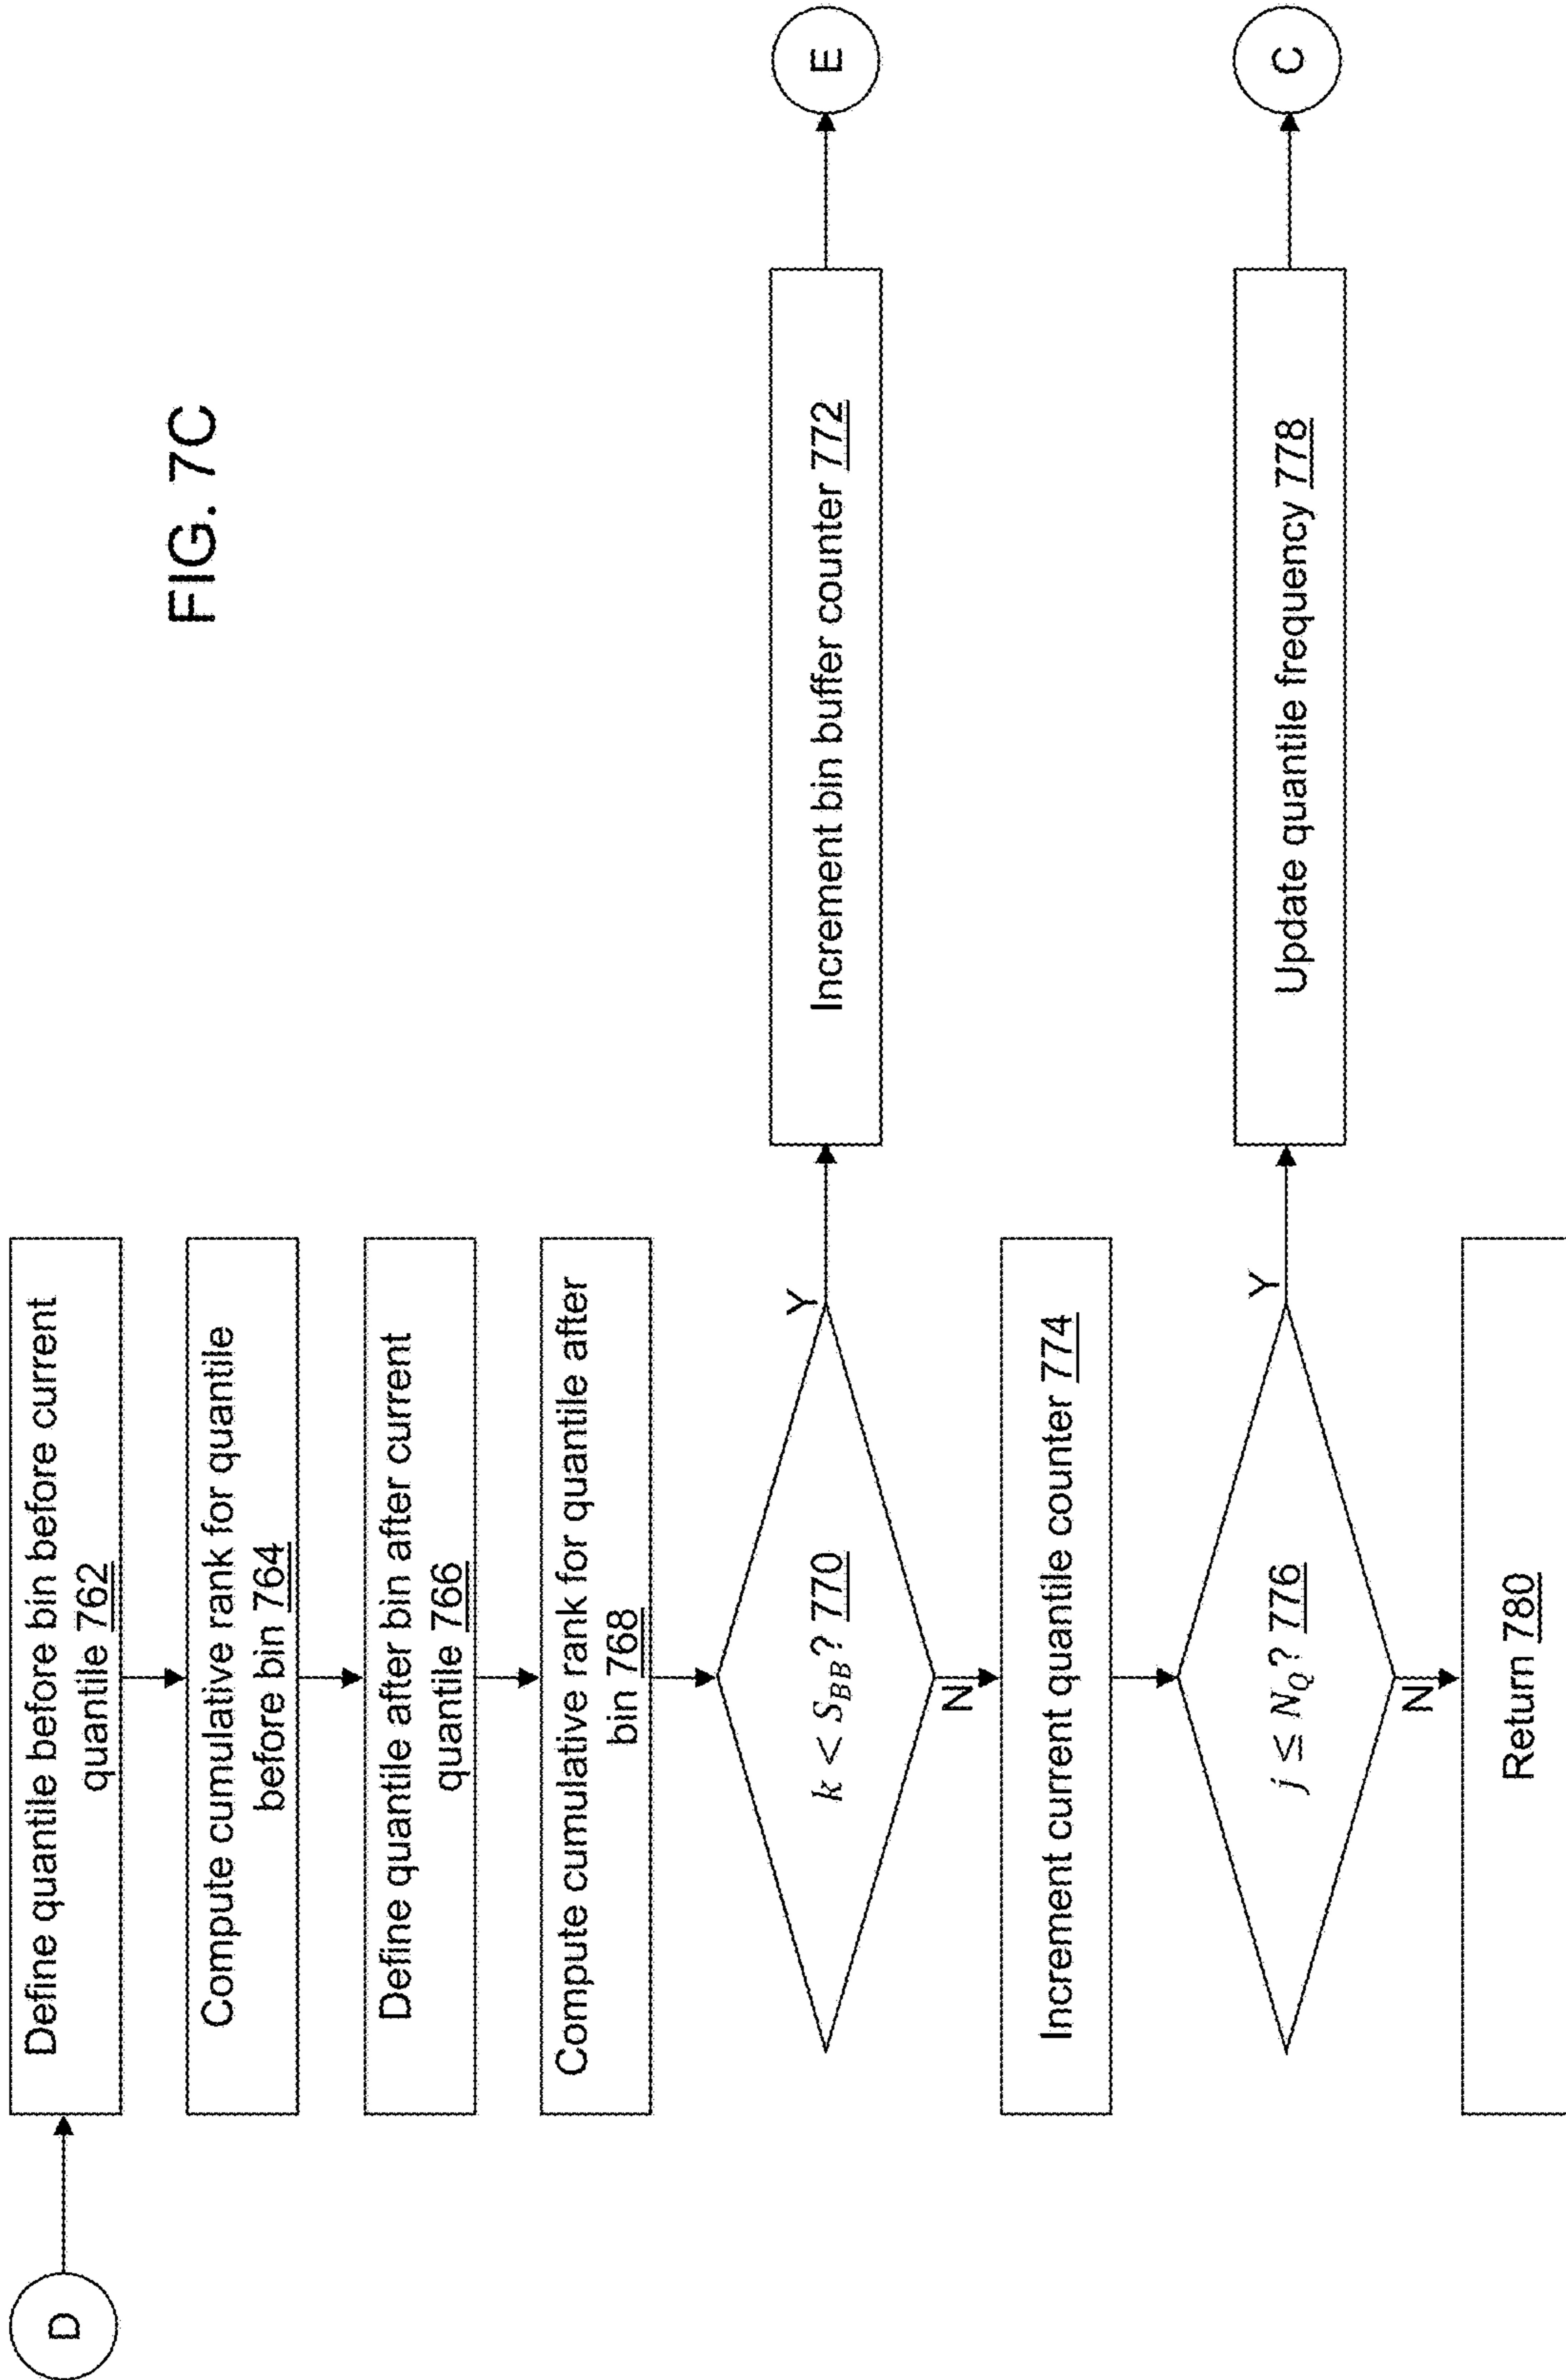 D
Define quantile before bin before current
quantile 762
Compute cumulative rank for quantile
before bin 764
Define quantile after bin after current
quantile 766
Compute cumulative rank for quantile after
bin 768
k < S_BB? 770
Y
Increment bin buffer counter 772
E
N
Increment current quantile counter 774
j ≤ N_Q? 776
Y
Update quantile frequency 778
C
N
Return 780
FIG. 7C